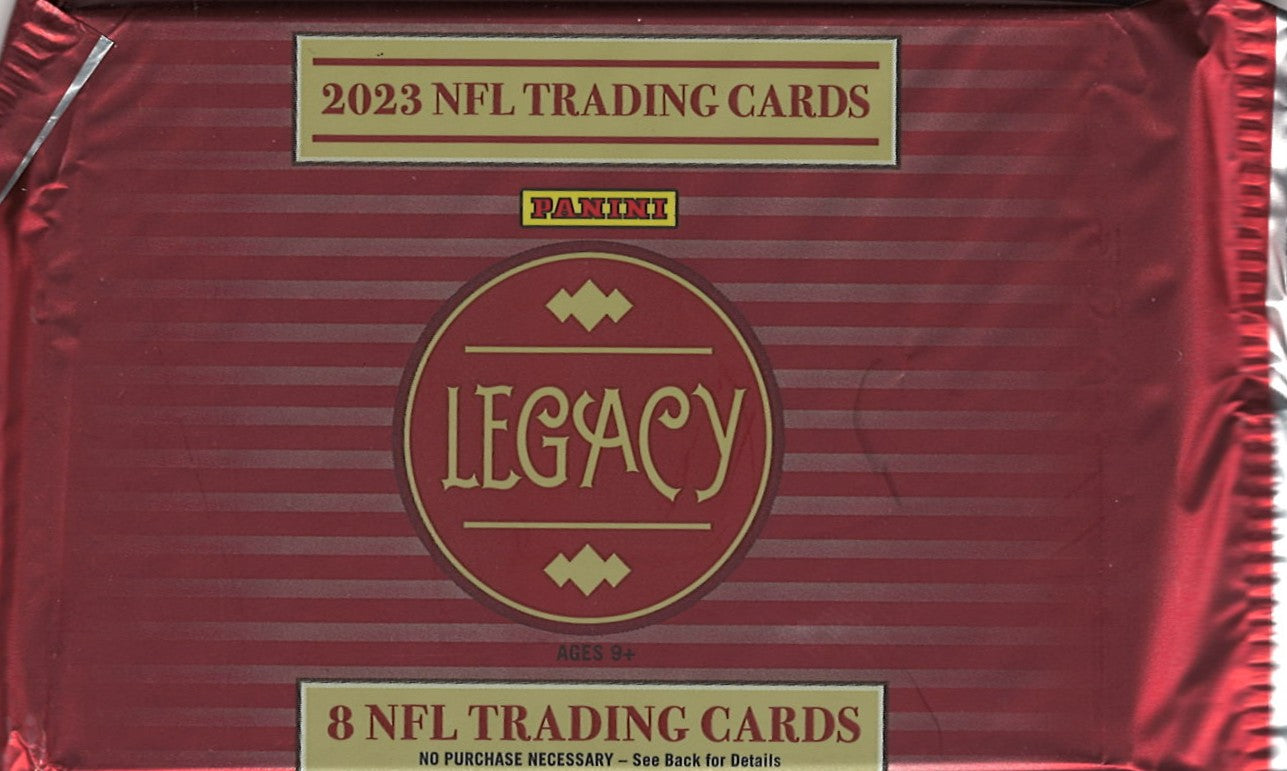 2023 NFL TRADING CARDS
PANINI
LEGACY
AGES 9+
8 NFL TRADING CARDS
NO PURCHASE NECESSARY – See Back for Details